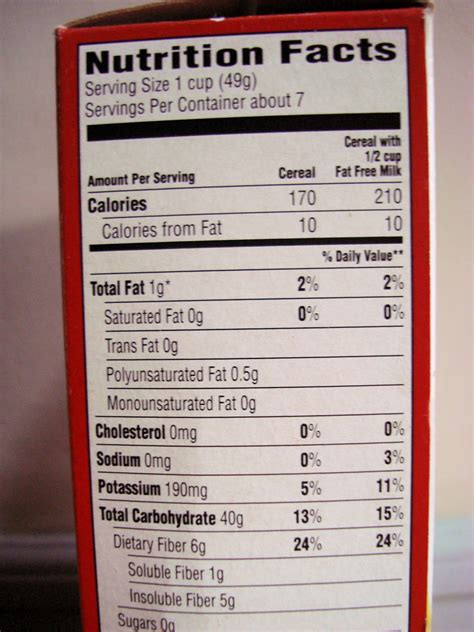 Nutrition Facts
Serving Size 1 cup (49g)
Servings Per Container about 7
Cereal with
1/2 cup
Amount Per Serving Cereal Fat Free Milk
Calories 170 210
Calories from Fat 10 10
% Daily Value**
Total Fat 1g* 2% 2%
Saturated Fat 0g 0% 0%
Trans Fat 0g
Polyunsaturated Fat 0.5g
Monounsaturated Fat 0g
Cholesterol 0mg 0% 0%
Sodium 0mg 0% 3%
Potassium 190mg 5% 11%
Total Carbohydrate 40g 13% 15%
Dietary Fiber 6g 24% 24%
Soluble Fiber 1g
Insoluble Fiber 5g
Sugars 0g